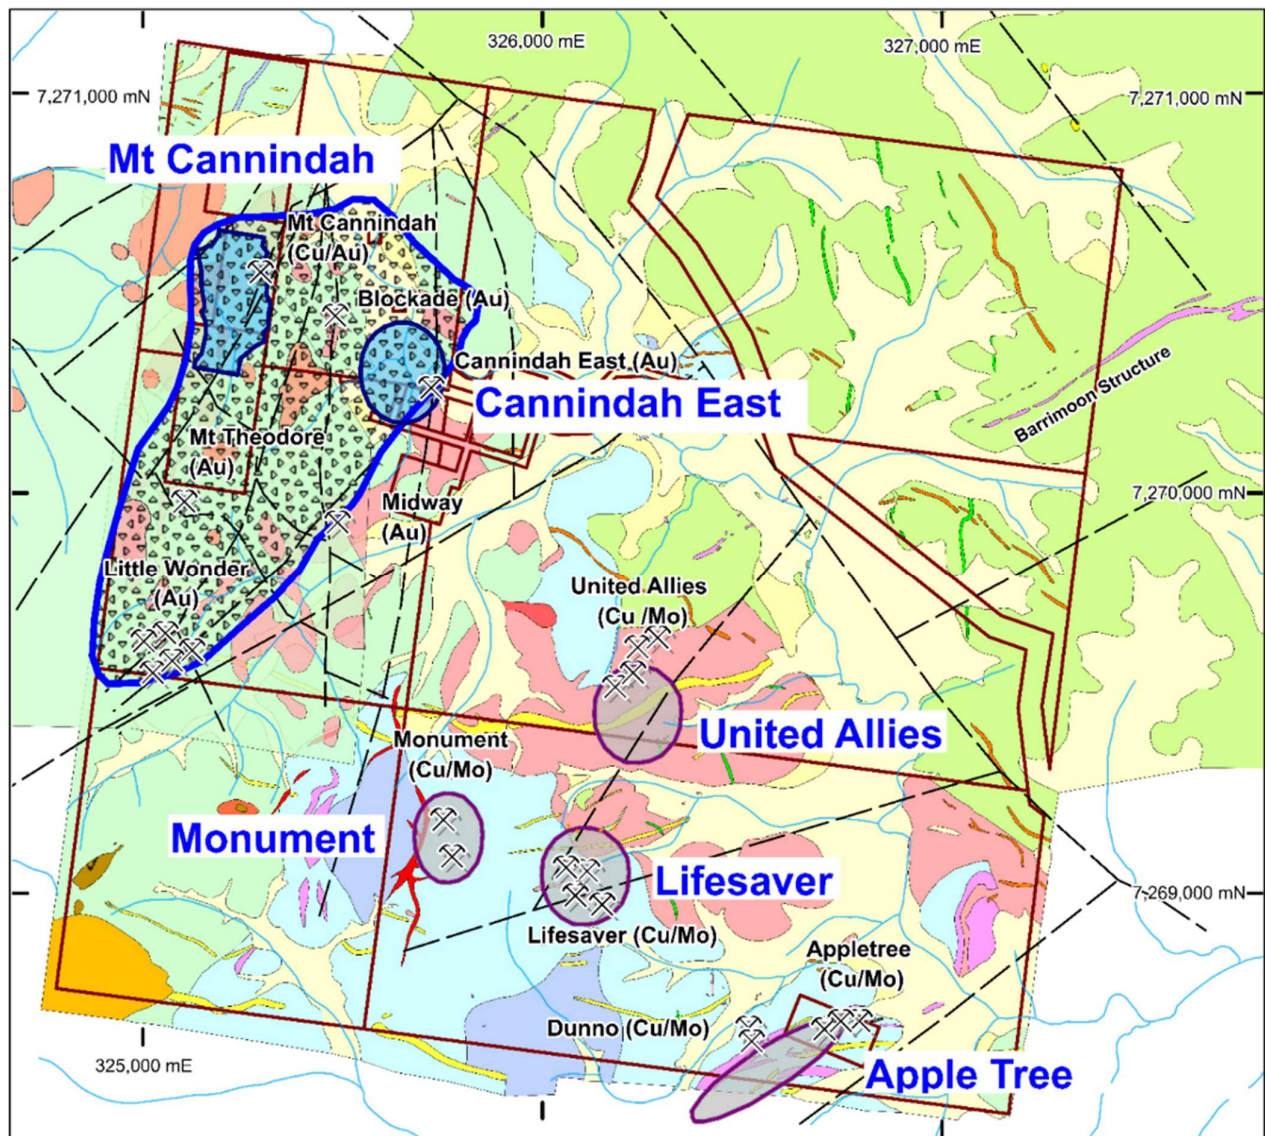 326,000 mE
327,000 mE
7,271,000 mN
7,271,000 mN
Mt Cannindah
Mt Cannindah
(Cu/Au)
Blockade (Au)
Cannindah East (Au)
Cannindah East
Barrimoon Structure
Mt Theodore
(Au)
Midway
(Au)
7,270,000 mN
Little Wonder
(Au)
United Allies
(Cu /Mo)
United Allies
Monument
(Cu/Mo)
Monument
Lifesaver
7,269,000 mN
Lifesaver (Cu/Mo)
Appletree
(Cu/Mo)
Dunno (Cu/Mo)
325,000 mE
Apple Tree